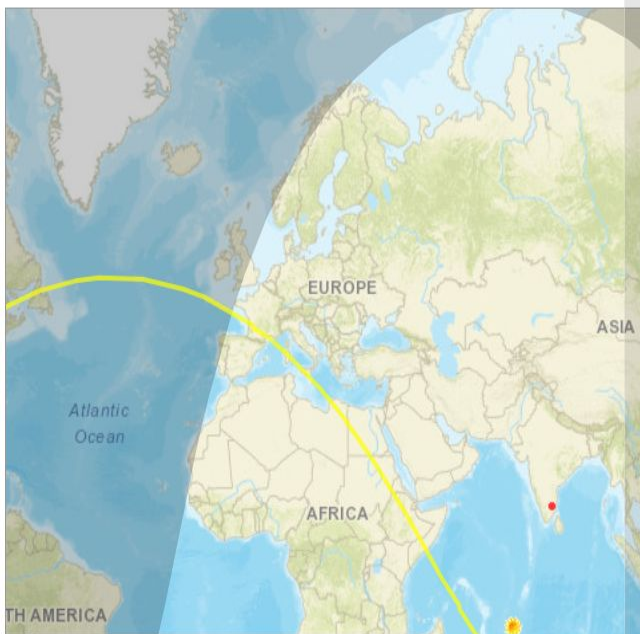 EUROPE
ASIA
Atlantic
Ocean
AFRICA
TH AMERICA